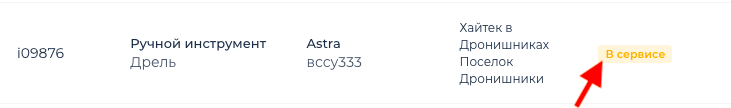 i09876
Ручной инструмент
Дрель
Astra
вссу333
Хайтек в
Дронишниках
Поселок
Дронишники
В сервисе